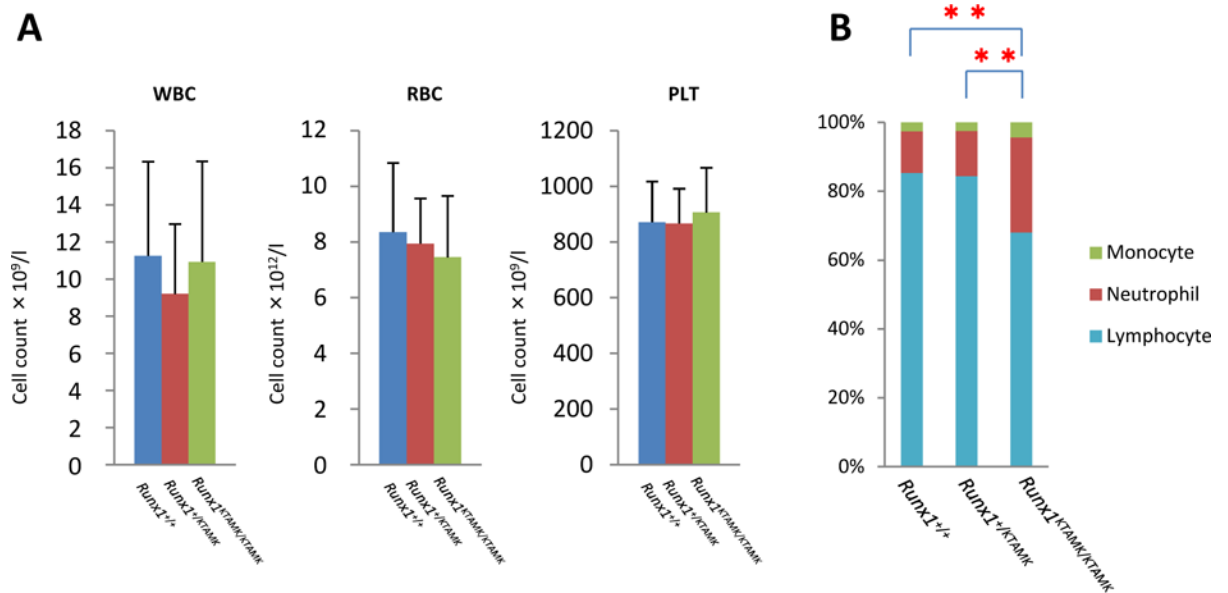 A
B
* *
* *
WBC
RBC
PLT
Cell count ×10⁹/l
18
16
14
12
10
8
6
4
2
0
Runx1⁺/⁺
Runx1⁺/ᴷᵀᴬᴹᴷ
Runx1ᴷᵀᴬᴹᴷ/ᴷᵀᴬᴹᴷ
Cell count ×10¹²/l
12
10
8
6
4
2
0
Runx1⁺/⁺
Runx1⁺/ᴷᵀᴬᴹᴷ
Runx1ᴷᵀᴬᴹᴷ/ᴷᵀᴬᴹᴷ
Cell count ×10⁹/l
1200
1000
800
600
400
200
0
Runx1⁺/⁺
Runx1⁺/ᴷᵀᴬᴹᴷ
Runx1ᴷᵀᴬᴹᴷ/ᴷᵀᴬᴹᴷ
100%
80%
60%
40%
20%
0%
Runx1⁺/⁺
Runx1⁺/ᴷᵀᴬᴹᴷ
Runx1ᴷᵀᴬᴹᴷ/ᴷᵀᴬᴹᴷ
Monocyte
Neutrophil
Lymphocyte